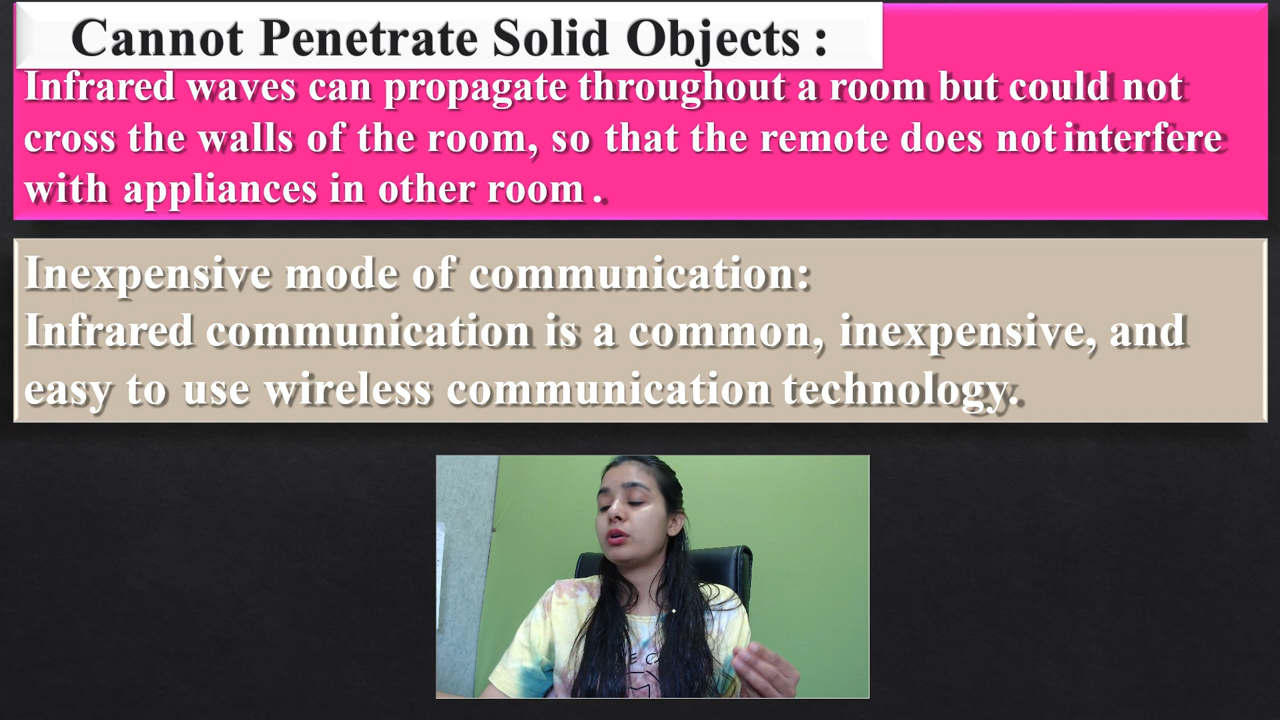 Cannot Penetrate Solid Objects :
Infrared waves can propagate throughout a room but could not
cross the walls of the room, so that the remote does not interfere
with appliances in other room .
Inexpensive mode of communication:
Infrared communication is a common, inexpensive, and
easy to use wireless communication technology.